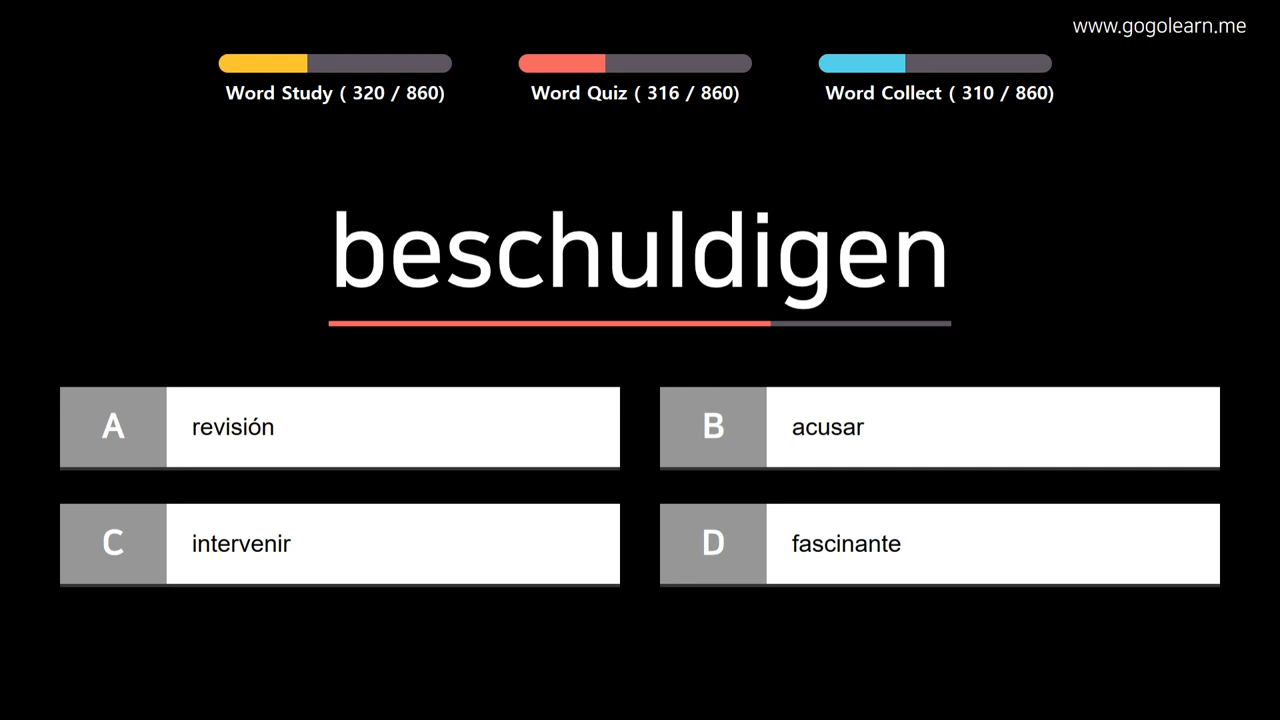 www.gogolearn.me
Word Study ( 320 / 860)
Word Quiz ( 316 / 860)
Word Collect ( 310 / 860)
beschuldigen
A revisión
B acusar
C intervenir
D fascinante